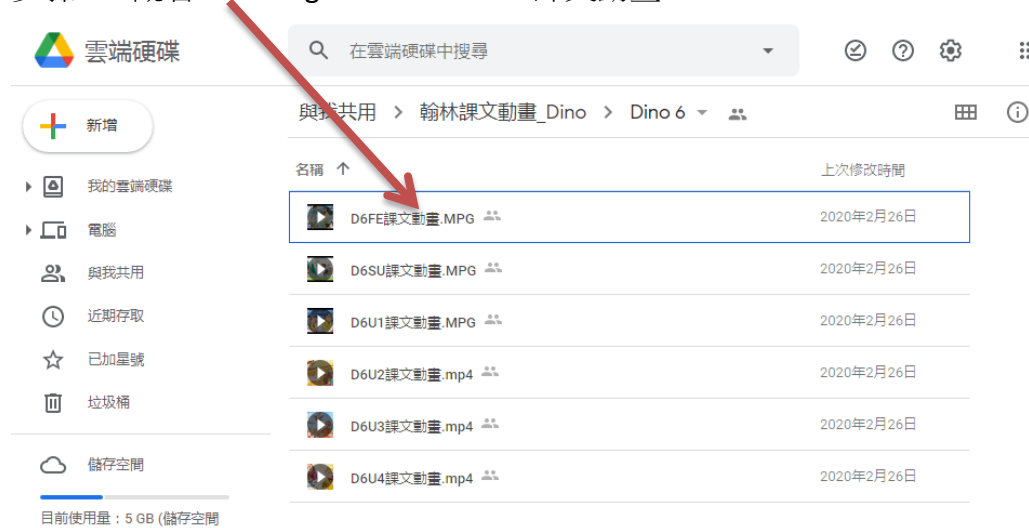 雲端硬碟
在雲端硬碟中搜尋
新增
與我共用 > 翰林課文動畫_Dino > Dino 6
名稱 上次修改時間
我的雲端硬碟
電腦
與我共用
近期存取
已加星號
垃圾桶
儲存空間
目前使用量：5 GB (儲存空間
D6FE課文動畫.MPG 2020年2月26日
D6SU課文動畫.MPG 2020年2月26日
D6U1課文動畫.MPG 2020年2月26日
D6U2課文動畫.mp4 2020年2月26日
D6U3課文動畫.mp4 2020年2月26日
D6U4課文動畫.mp4 2020年2月26日